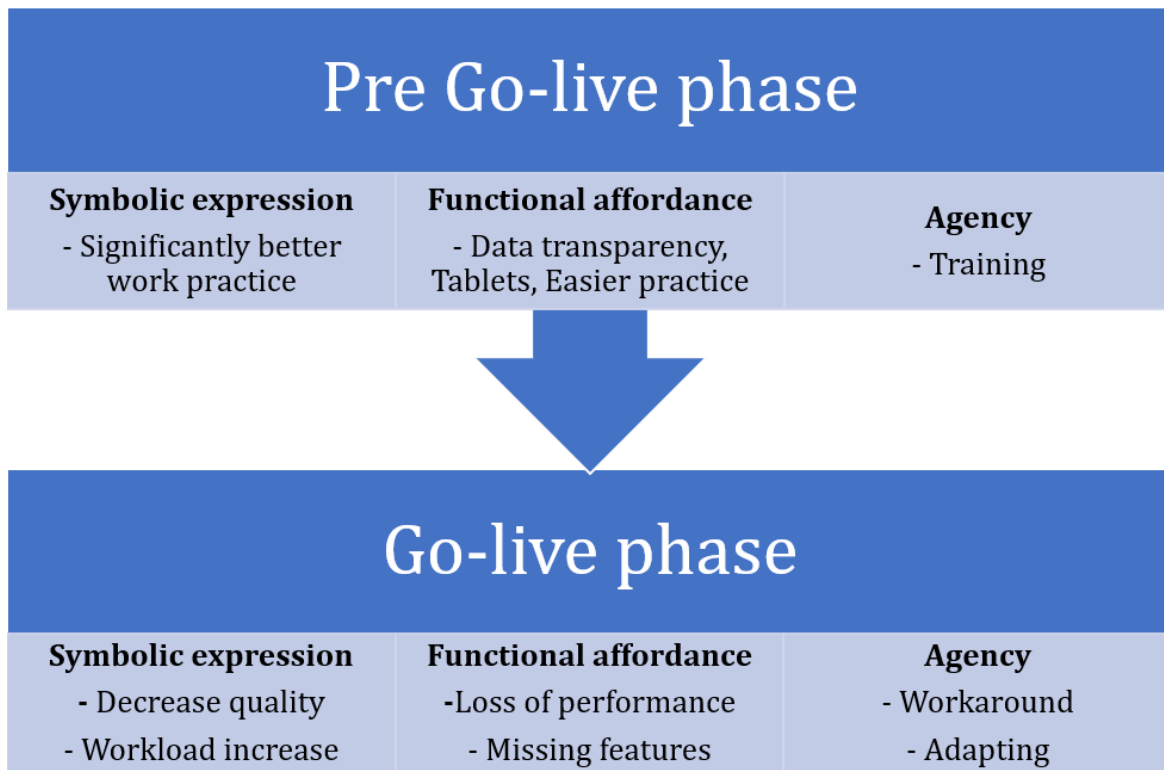 Pre Go-live phase
Symbolic expression
- Significantly better
work practice
Functional affordance
- Data transparency,
Tablets, Easier practice
Agency
- Training
Go-live phase
Symbolic expression
- Decrease quality
- Workload increase
Functional affordance
-Loss of performance
- Missing features
Agency
- Workaround
- Adapting